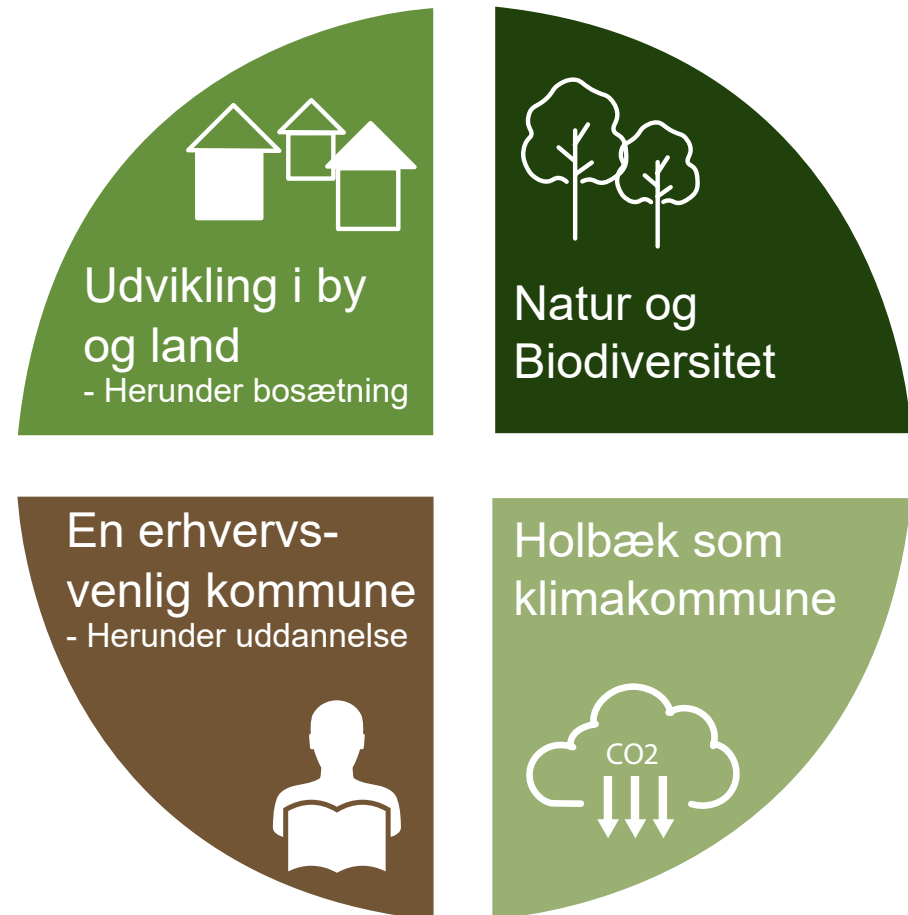 Udvikling i by
og land
- Herunder bosætning
Natur og
Biodiversitet
En erhvervs-
venlig kommune
- Herunder uddannelse
Holbæk som
klimakommune
CO2